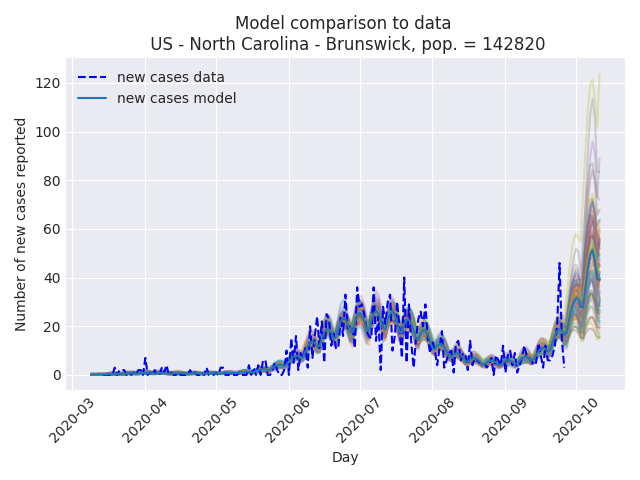 Model comparison to data
US - North Carolina - Brunswick, pop. = 142820
new cases data
new cases model
Number of new cases reported
120
100
80
60
40
20
0
2020-03
2020-04
2020-05
2020-06
2020-07
2020-08
2020-09
2020-10
Day